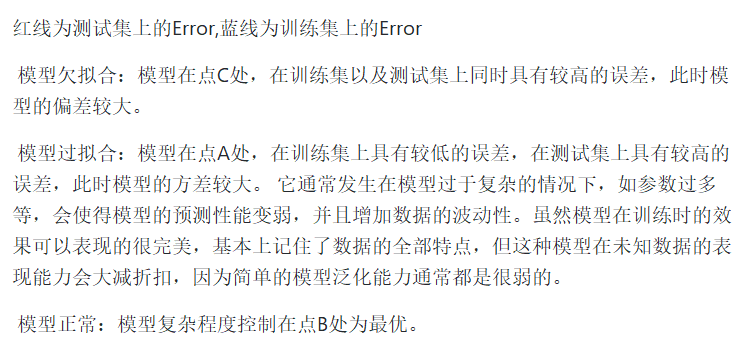 红线为测试集上的Error,蓝线为训练集上的Error
模型欠拟合：模型在点C处，在训练集以及测试集上同时具有较高的误差，此时模
型的偏差较大。
模型过拟合：模型在点A处，在训练集上具有较低的误差，在测试集上具有较高的
误差，此时模型的方差较大。 它通常发生在模型过于复杂的情况下，如参数过多
等，会使得模型的预测性能变弱，并且增加数据的波动性。虽然模型在训练时的效
果可以表现的很完美，基本上记住了数据的全部特点，但这种模型在未知数据的表
现能力会大减折扣，因为简单的模型泛化能力通常都是很弱的。
模型正常：模型复杂程度控制在点B处为最优。